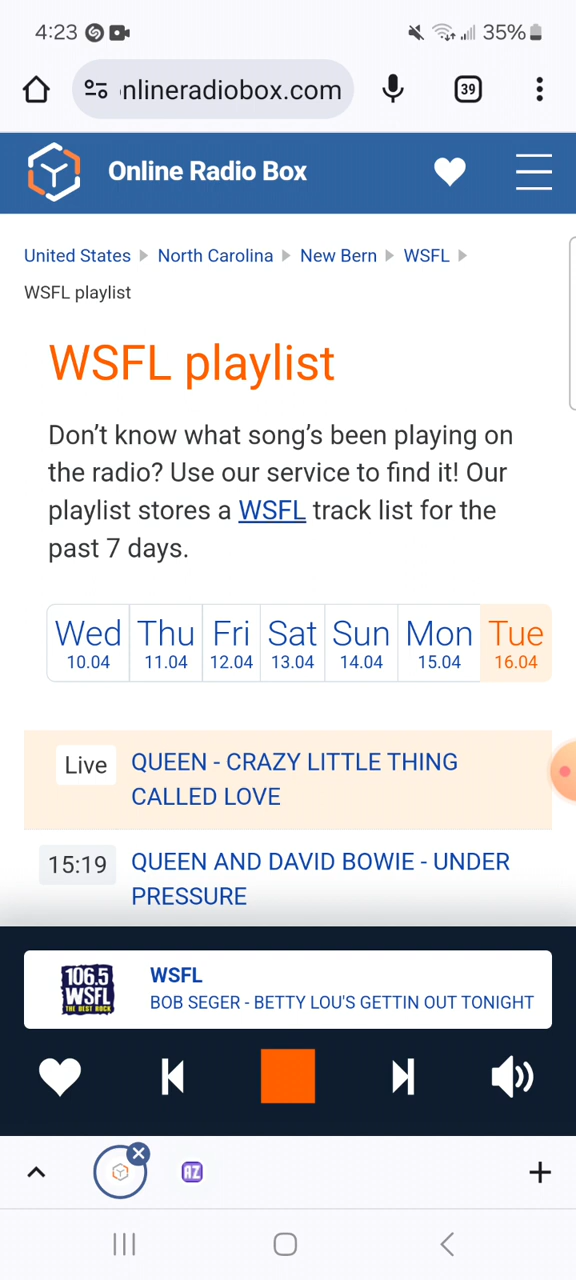 4:23
35%
nlineradiobox.com
39
Online Radio Box
United States North Carolina New Bern WSFL
WSFL playlist
WSFL playlist
Don’t know what song’s been playing on
the radio? Use our service to find it! Our
playlist stores a WSFL track list for the
past 7 days.
Wed Thu Fri Sat Sun Mon Tue
10.04 11.04 12.04 13.04 14.04 15.04 16.04
Live QUEEN - CRAZY LITTLE THING
CALLED LOVE
15:19 QUEEN AND DAVID BOWIE - UNDER
PRESSURE
106.5
WSFL
THE BEST ROCK
WSFL
BOB SEGER - BETTY LOU'S GETTIN OUT TONIGHT
AZ